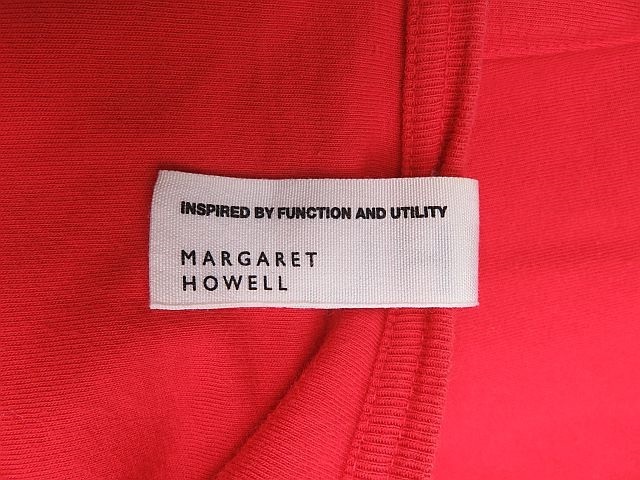 INSPIRED BY FUNCTION AND UTILITY
MARGARET
HOWELL